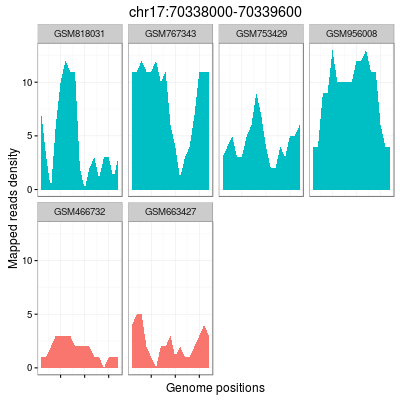 chr17:70338000-70339600
GSM818031 GSM767343 GSM753429 GSM956008
10
5
0
GSM466732 GSM663427
10
5
0
Mapped reads density
Genome positions